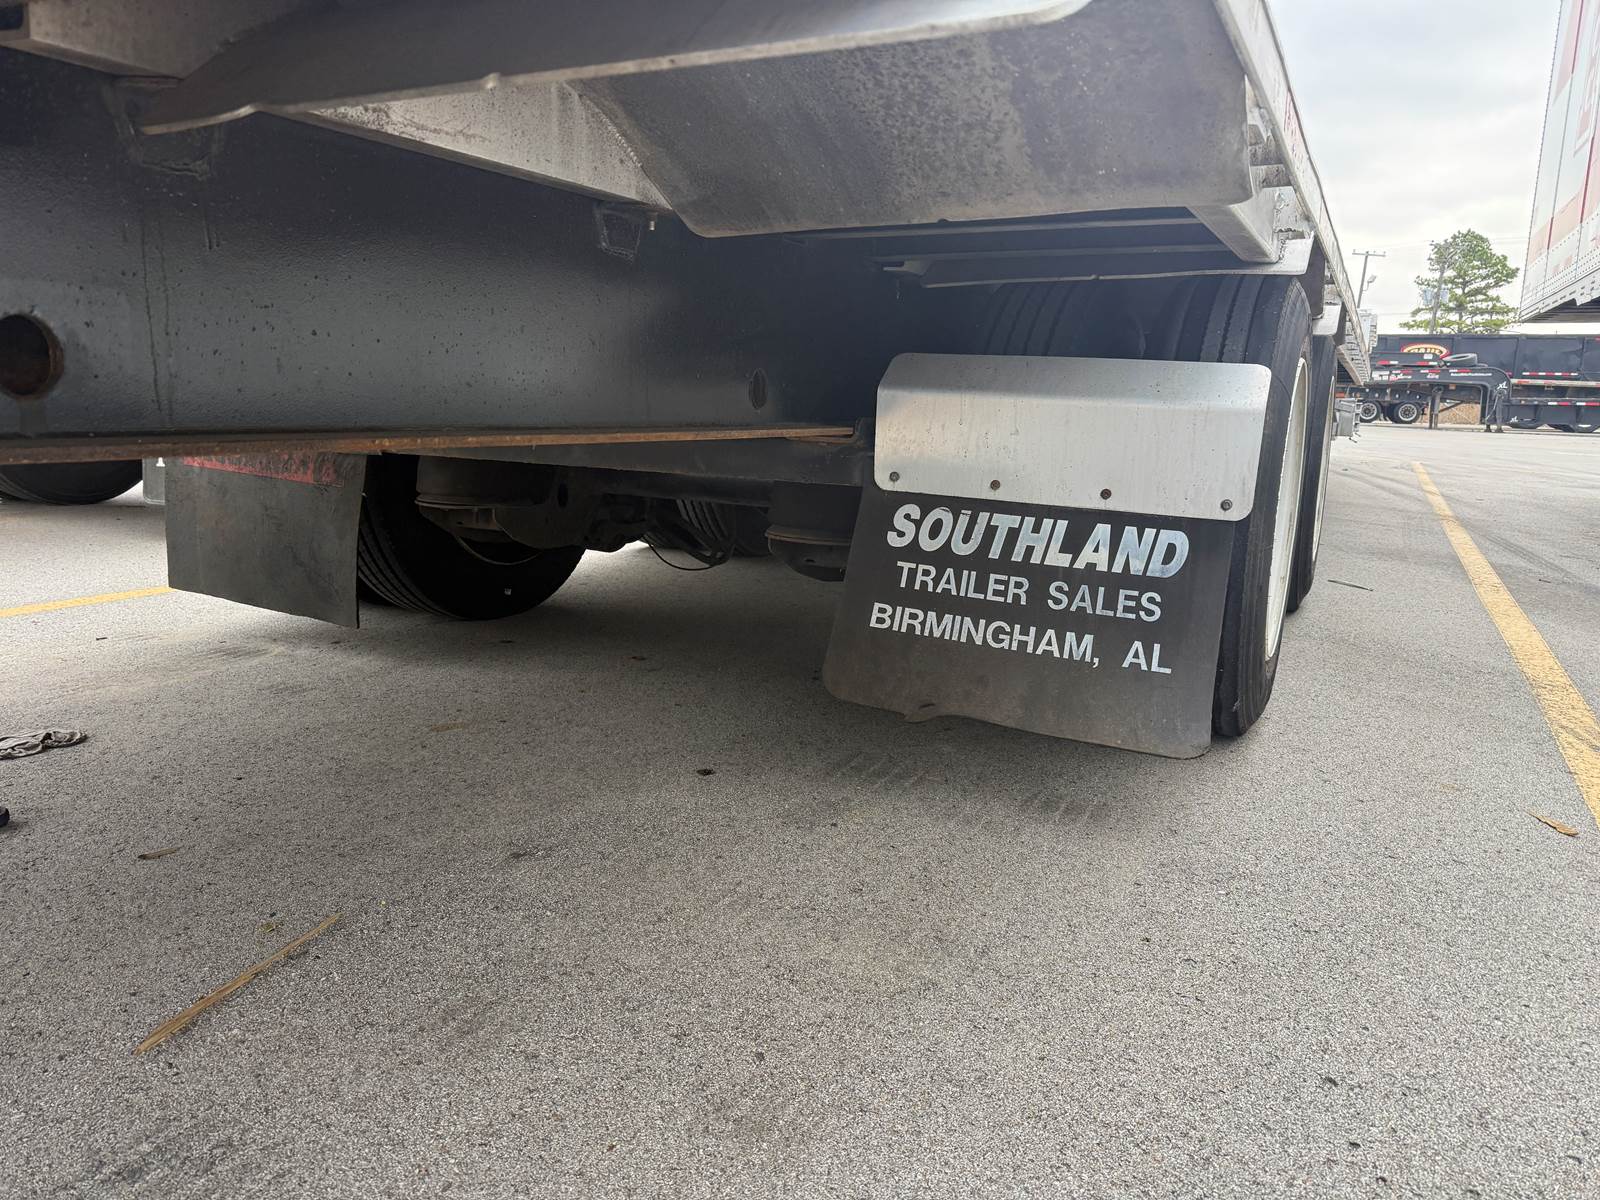 SOUTHLAND
TRAILER SALES
BIRMINGHAM, AL